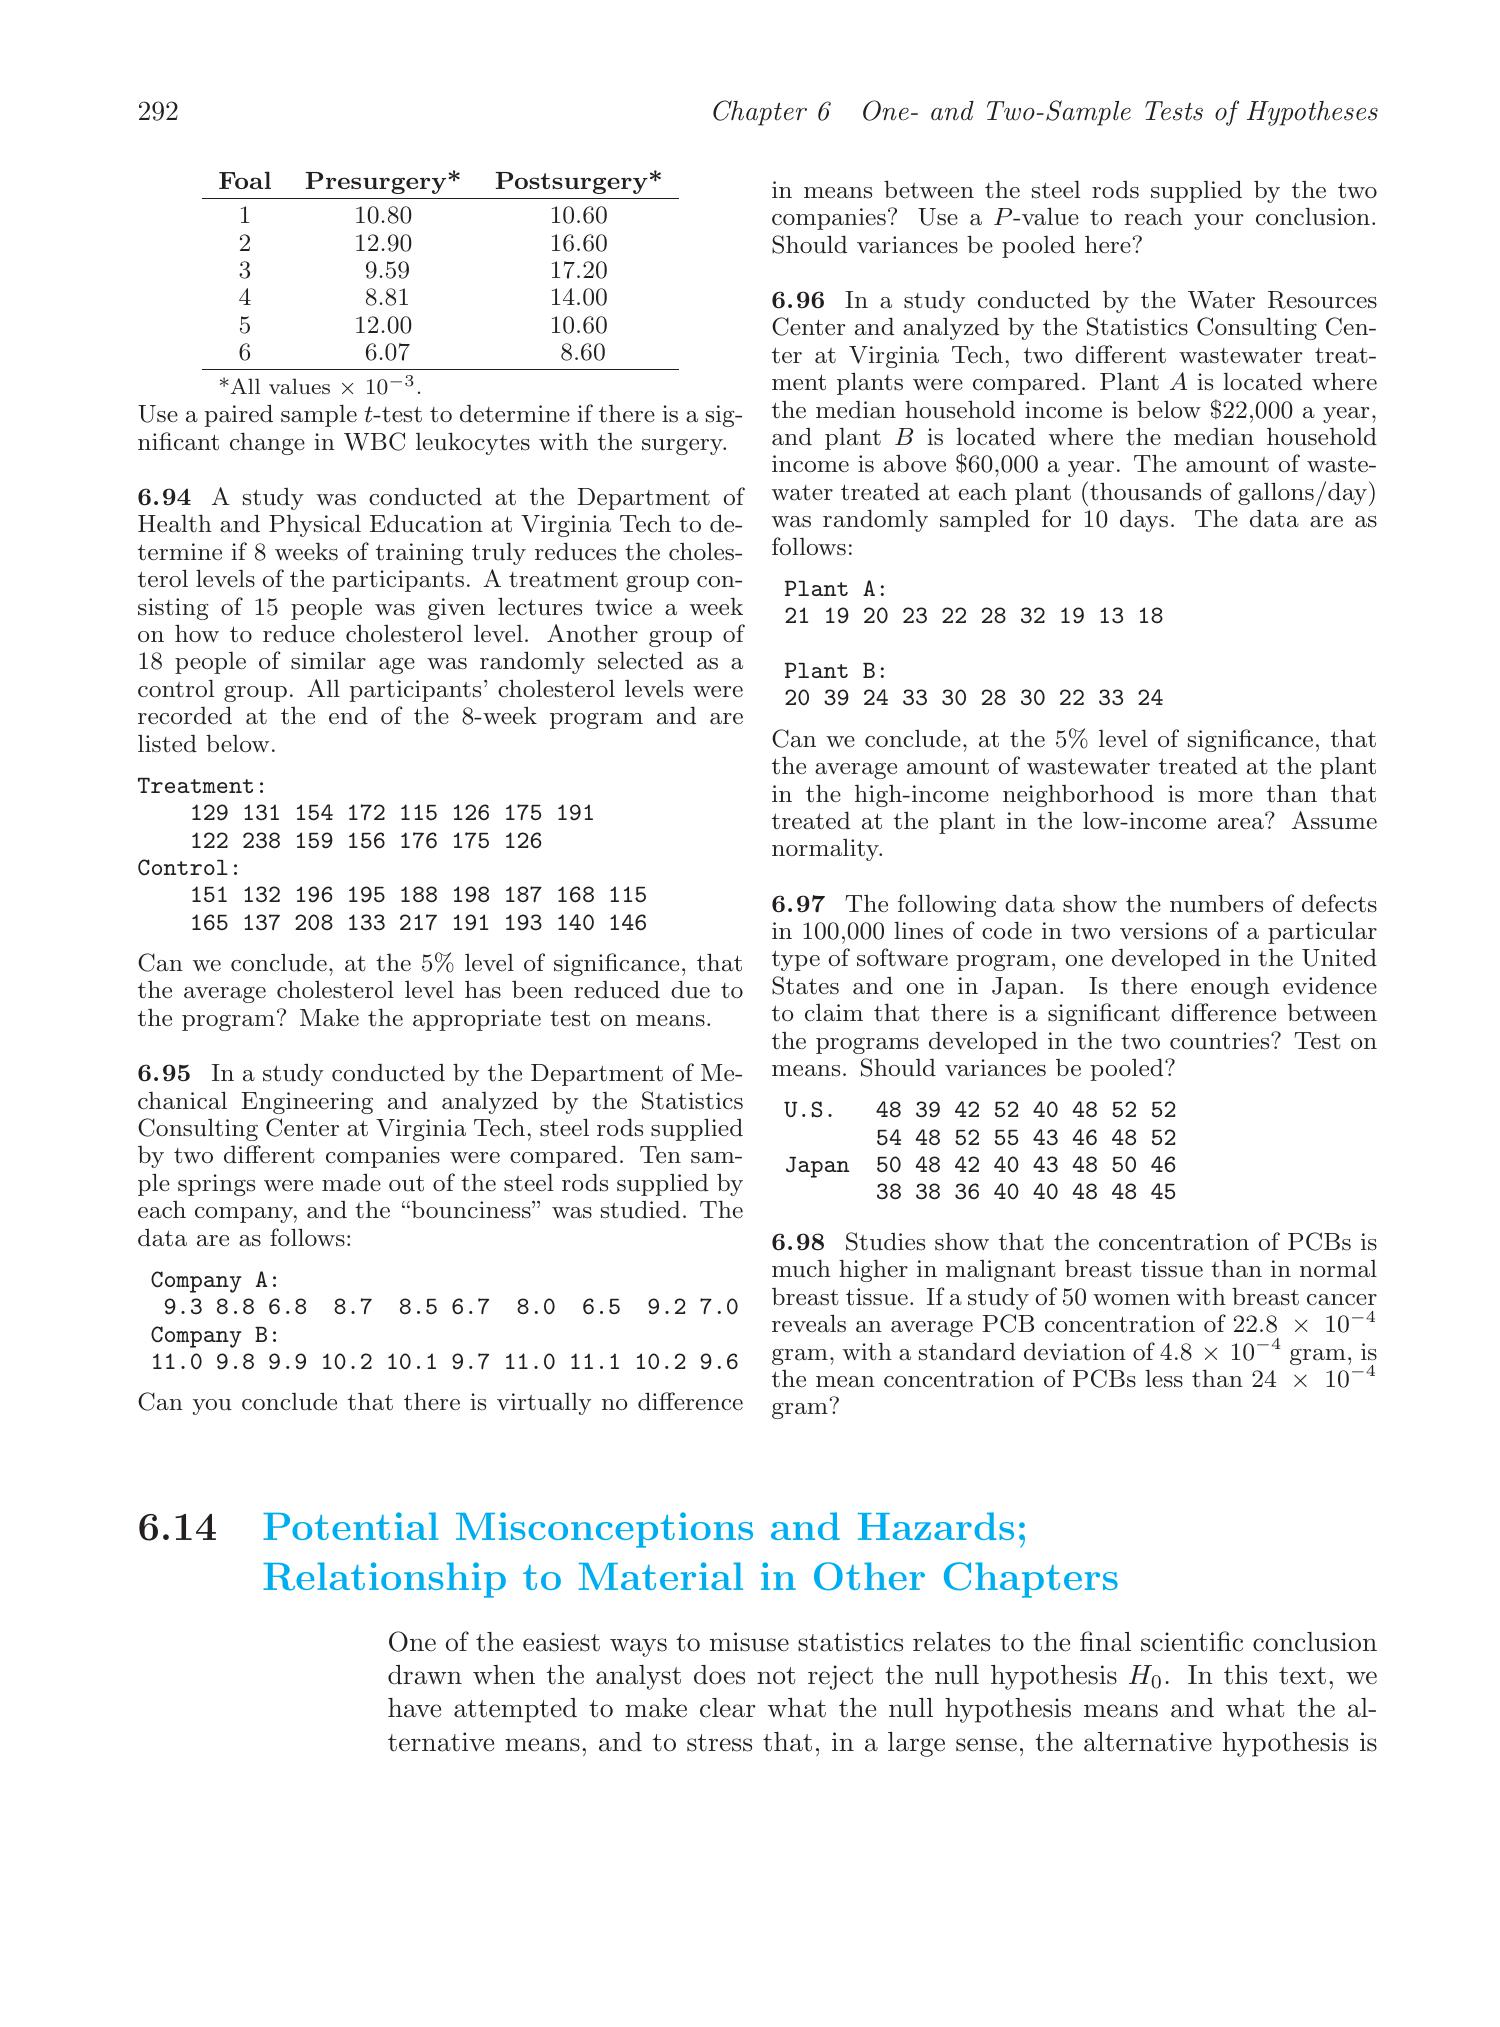 292 Chapter 6 One- and Two-Sample Tests of Hypotheses
Foal Presurgery* Postsurgery*
1 10.80 10.60
2 12.90 16.60
3 9.59 17.20
4 8.81 14.00
5 12.00 10.60
6 6.07 8.60
*All values × 10⁻³.
Use a paired sample t-test to determine if there is a sig-
nificant change in WBC leukocytes with the surgery.
6.94 A study was conducted at the Department of
Health and Physical Education at Virginia Tech to de-
termine if 8 weeks of training truly reduces the choles-
terol levels of the participants. A treatment group con-
sisting of 15 people was given lectures twice a week
on how to reduce cholesterol level. Another group of
18 people of similar age was randomly selected as a
control group. All participants' cholesterol levels were
recorded at the end of the 8-week program and are
listed below.
Treatment:
129 131 154 172 115 126 175 191
122 238 159 156 176 175 126
Control:
151 132 196 195 188 198 187 168 115
165 137 208 133 217 191 193 140 146
Can we conclude, at the 5% level of significance, that
the average cholesterol level has been reduced due to
the program? Make the appropriate test on means.
6.95 In a study conducted by the Department of Me-
chanical Engineering and analyzed by the Statistics
Consulting Center at Virginia Tech, steel rods supplied
by two different companies were compared. Ten sam-
ple springs were made out of the steel rods supplied by
each company, and the "bounciness" was studied. The
data are as follows:
Company A:
9.3 8.8 6.8 8.7 8.5 6.7 8.0 6.5 9.2 7.0
Company B:
11.0 9.8 9.9 10.2 10.1 9.7 11.0 11.1 10.2 9.6
Can you conclude that there is virtually no difference
in means between the steel rods supplied by the two
companies? Use a P-value to reach your conclusion.
Should variances be pooled here?
6.96 In a study conducted by the Water Resources
Center and analyzed by the Statistics Consulting Cen-
ter at Virginia Tech, two different wastewater treat-
ment plants were compared. Plant A is located where
the median household income is below $22,000 a year,
and plant B is located where the median household
income is above $60,000 a year. The amount of waste-
water treated at each plant (thousands of gallons/day)
was randomly sampled for 10 days. The data are as
follows:
Plant A:
21 19 20 23 22 28 32 19 13 18
Plant B:
20 39 24 33 30 28 30 22 33 24
Can we conclude, at the 5% level of significance, that
the average amount of wastewater treated at the plant
in the high-income neighborhood is more than that
treated at the plant in the low-income area? Assume
normality.
6.97 The following data show the numbers of defects
in 100,000 lines of code in two versions of a particular
type of software program, one developed in the United
States and one in Japan. Is there enough evidence
to claim that there is a significant difference between
the programs developed in the two countries? Test on
means. Should variances be pooled?
U.S. 48 39 42 52 40 48 52 52
54 48 52 55 43 46 48 52
Japan 50 48 42 40 43 48 50 46
38 38 36 40 40 48 48 45
6.98 Studies show that the concentration of PCBs is
much higher in malignant breast tissue than in normal
breast tissue. If a study of 50 women with breast cancer
reveals an average PCB concentration of 22.8 × 10⁻⁴
gram, with a standard deviation of 4.8 × 10⁻⁴ gram, is
the mean concentration of PCBs less than 24 × 10⁻⁴
gram?
6.14 Potential Misconceptions and Hazards;
Relationship to Material in Other Chapters
One of the easiest ways to misuse statistics relates to the final scientific conclusion
drawn when the analyst does not reject the null hypothesis H₀. In this text, we
have attempted to make clear what the null hypothesis means and what the al-
ternative means, and to stress that, in a large sense, the alternative hypothesis is